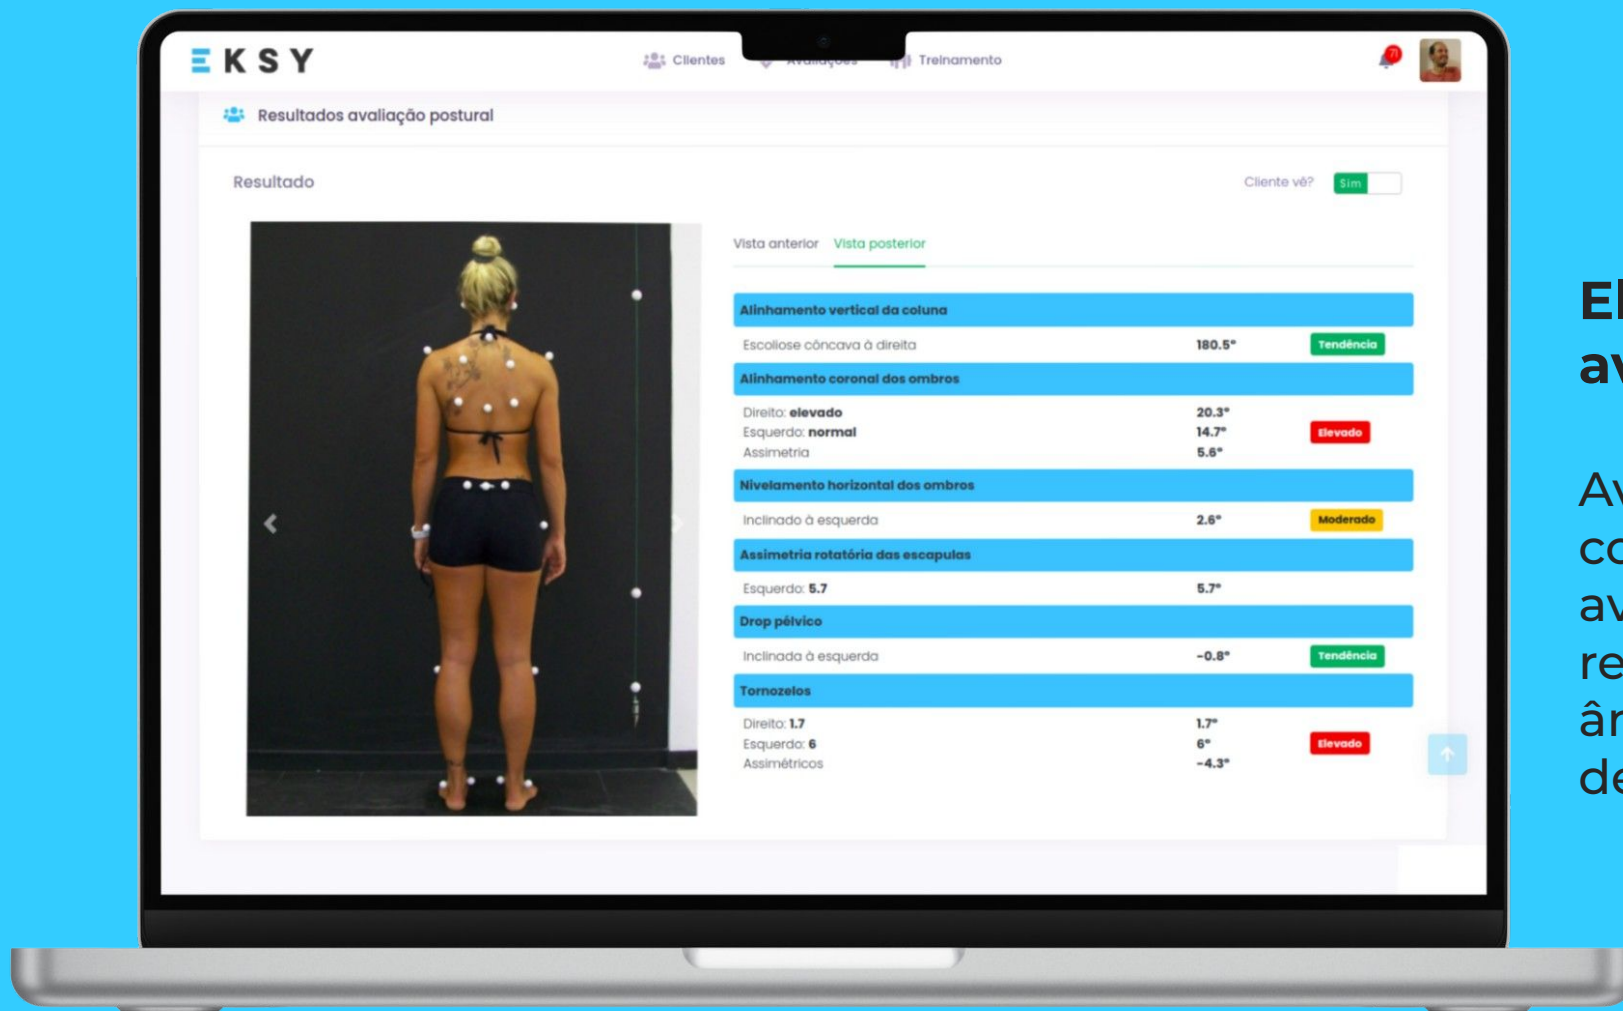 EKSY
Clientes
Avaliações
Treinamento
71
Resultados avaliação postural
Resultado
Cliente vê? Sim
Vista anterior Vista posterior
Alinhamento vertical da coluna
Escoliose côncava à direita 180.5° Tendência
Alinhamento coronal dos ombros
Direito: elevado 20.3°
Esquerdo: normal 14.7° Elevado
Assimetria 5.6°
Nivelamento horizontal dos ombros
Inclinado à esquerda 2.6° Moderado
Assimetria rotatória das escapulas
Esquerdo: 5.7 5.7°
Drop pélvico
Inclinada à esquerda -0.8° Tendência
Tornozelos
Direito: 1.7 1.7°
Esquerdo: 6 6° Elevado
Assimétricos -4.3°